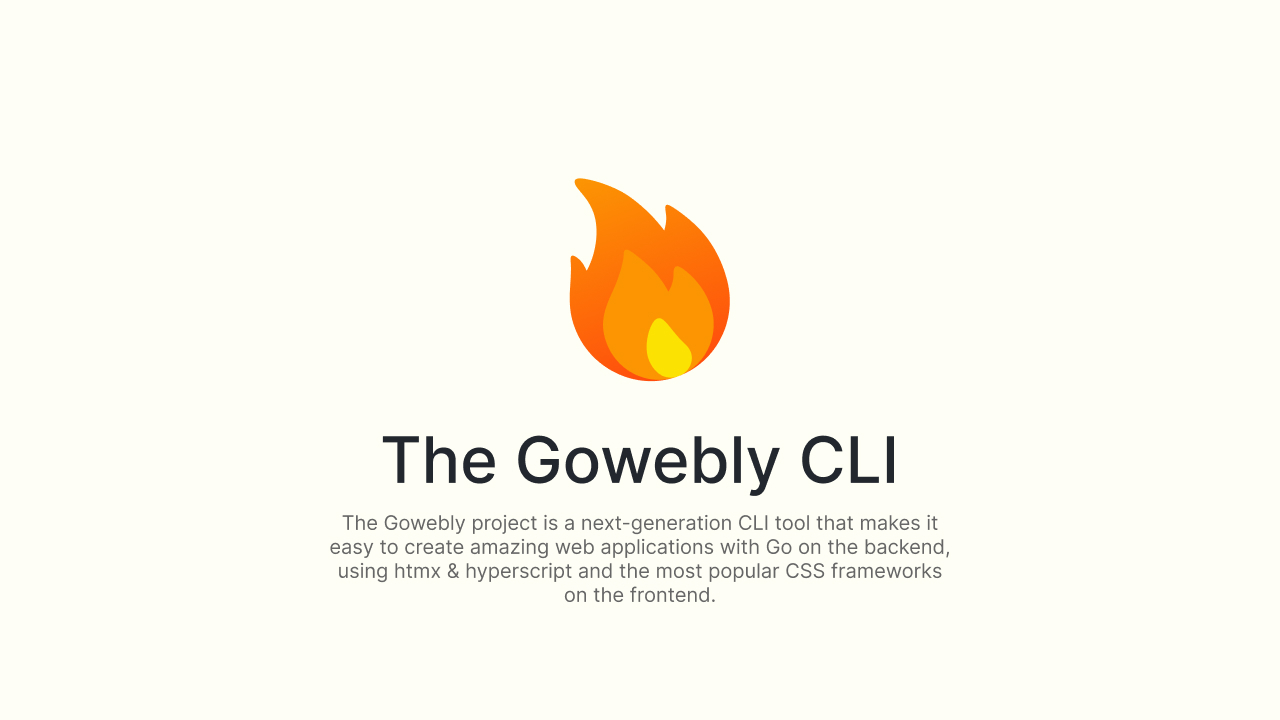 The Gowebly CLI
The Gowebly project is a next-generation CLI tool that makes it
easy to create amazing web applications with Go on the backend,
using htmx & hyperscript and the most popular CSS frameworks
on the frontend.